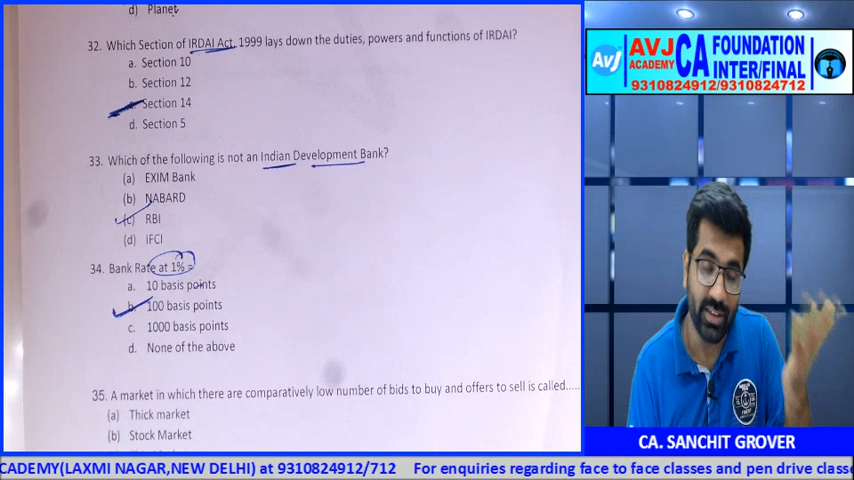 d) Planet
32. Which Section of IRDAI Act, 1999 lays down the duties, powers and functions of IRDAI?
a. Section 10
b. Section 12
Section 14
d. Section 5
33. Which of the following is not an Indian Development Bank?
(a) EXIM Bank
(b) NABARD
(c) RBI
(d) IFCI
34. Bank Rate at 1% =
a. 10 basis points
b. 100 basis points
c. 1000 basis points
d. None of the above
35. A market in which there are comparatively low number of bids to buy and offers to sell is called.....
(a) Thick market
(b) Stock Market
AVJ
AVJ ACADEMY
CA FOUNDATION
INTER/FINAL
9310824912/9310824712
CA. SANCHIT GROVER
CADEMY(LAXMI NAGAR,NEW DELHI) at 9310824912/712 For enquiries regarding face to face classes and pen drive classe